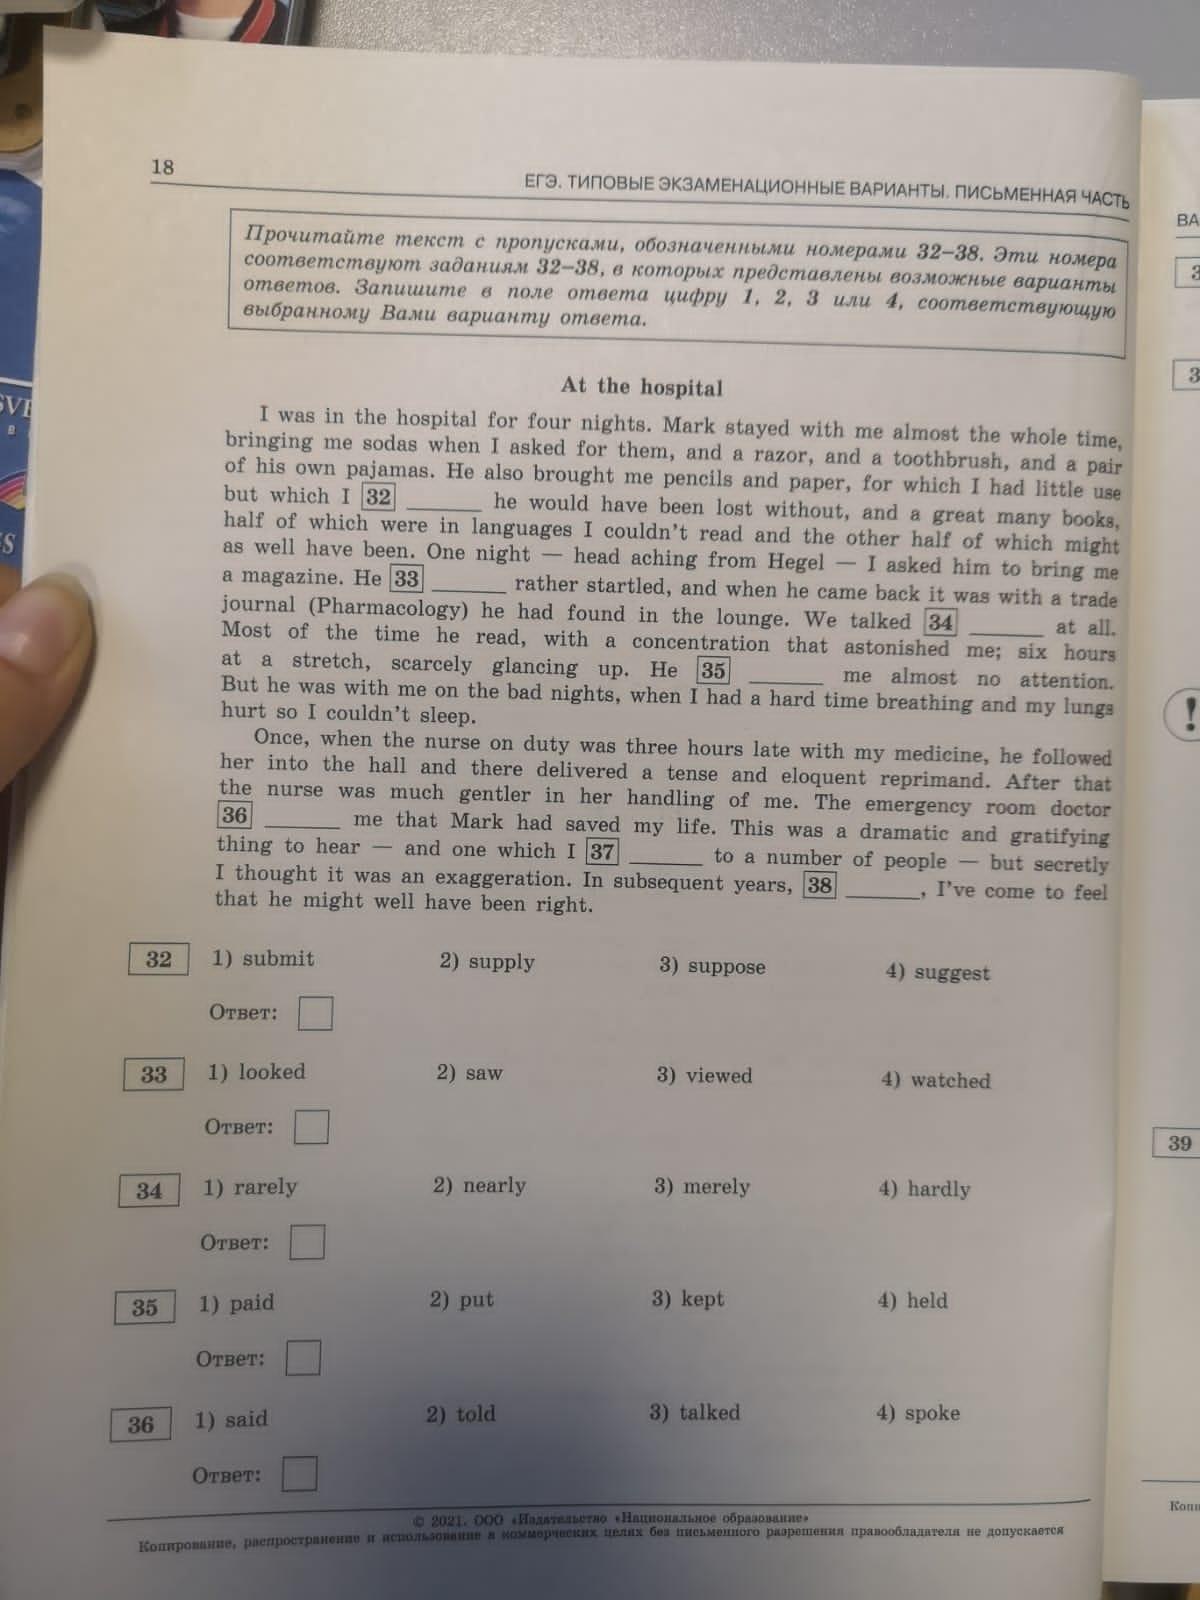 18
ЕГЭ. ТИПОВЫЕ ЭКЗАМЕНАЦИОННЫЕ ВАРИАНТЫ. ПИСЬМЕННАЯ ЧАСТЬ
Прочитайте текст с пропусками, обозначенными номерами 32–38. Эти номера
соответствуют заданиям 32–38, в которых представлены возможные варианты
ответов. Запишите в поле ответа цифру 1, 2, 3 или 4, соответствующую
выбранному Вами варианту ответа.
At the hospital
I was in the hospital for four nights. Mark stayed with me almost the whole time,
bringing me sodas when I asked for them, and a razor, and a toothbrush, and a pair
of his own pajamas. He also brought me pencils and paper, for which I had little use
but which I 32 ______ he would have been lost without, and a great many books,
half of which were in languages I couldn't read and the other half of which might
as well have been. One night — head aching from Hegel — I asked him to bring me
a magazine. He 33 ______ rather startled, and when he came back it was with a trade
journal (Pharmacology) he had found in the lounge. We talked 34 ______ at all.
Most of the time he read, with a concentration that astonished me; six hours
at a stretch, scarcely glancing up. He 35 ______ me almost no attention.
But he was with me on the bad nights, when I had a hard time breathing and my lungs
hurt so I couldn't sleep.
Once, when the nurse on duty was three hours late with my medicine, he followed
her into the hall and there delivered a tense and eloquent reprimand. After that
the nurse was much gentler in her handling of me. The emergency room doctor
36 ______ me that Mark had saved my life. This was a dramatic and gratifying
thing to hear — and one which I 37 ______ to a number of people — but secretly
I thought it was an exaggeration. In subsequent years, 38 ______, I've come to feel
that he might well have been right.
32 1) submit 2) supply 3) suppose 4) suggest
Ответ:
33 1) looked 2) saw 3) viewed 4) watched
Ответ:
34 1) rarely 2) nearly 3) merely 4) hardly
Ответ:
35 1) paid 2) put 3) kept 4) held
Ответ:
36 1) said 2) told 3) talked 4) spoke
Ответ:
© 2021. ООО «Издательство «Национальное образование»
Копирование, распространение и использование в коммерческих целях без письменного разрешения правообладателя не допускается
ВА
3
3
!
39